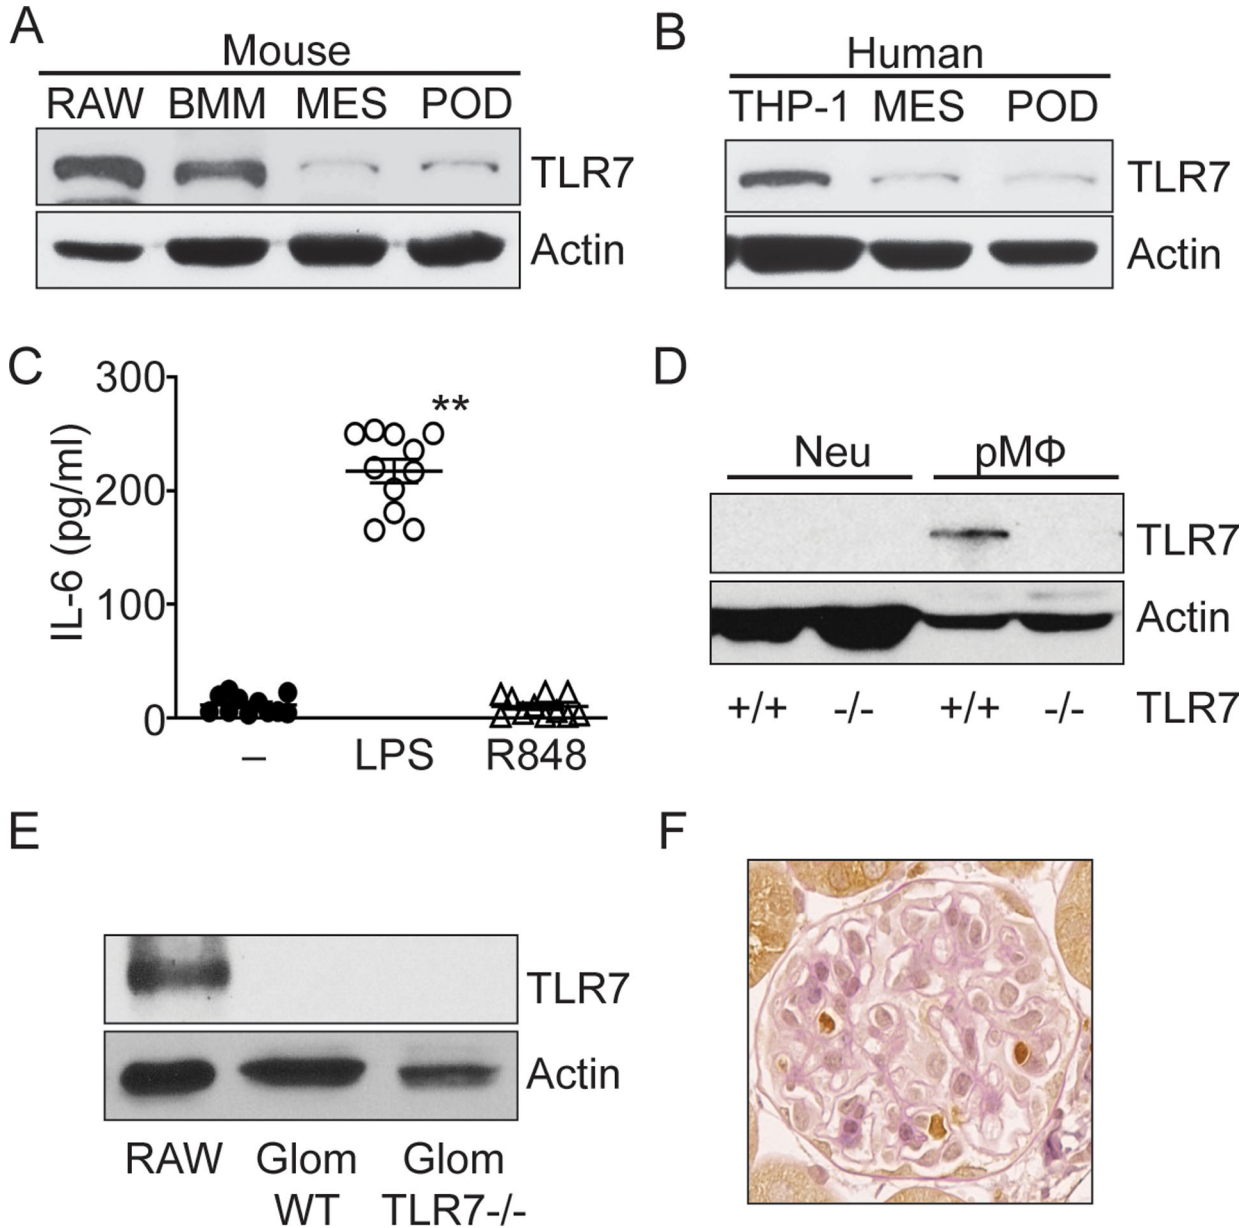 A
Mouse
RAW BMM MES POD
TLR7
Actin
B
Human
THP-1 MES POD
TLR7
Actin
C
300
200
100
0
IL-6 (pg/ml)
**
– LPS R848
D
Neu pMΦ
TLR7
Actin
+/+ -/- +/+ -/- TLR7
E
TLR7
Actin
RAW Glom Glom
WT TLR7-/-
F